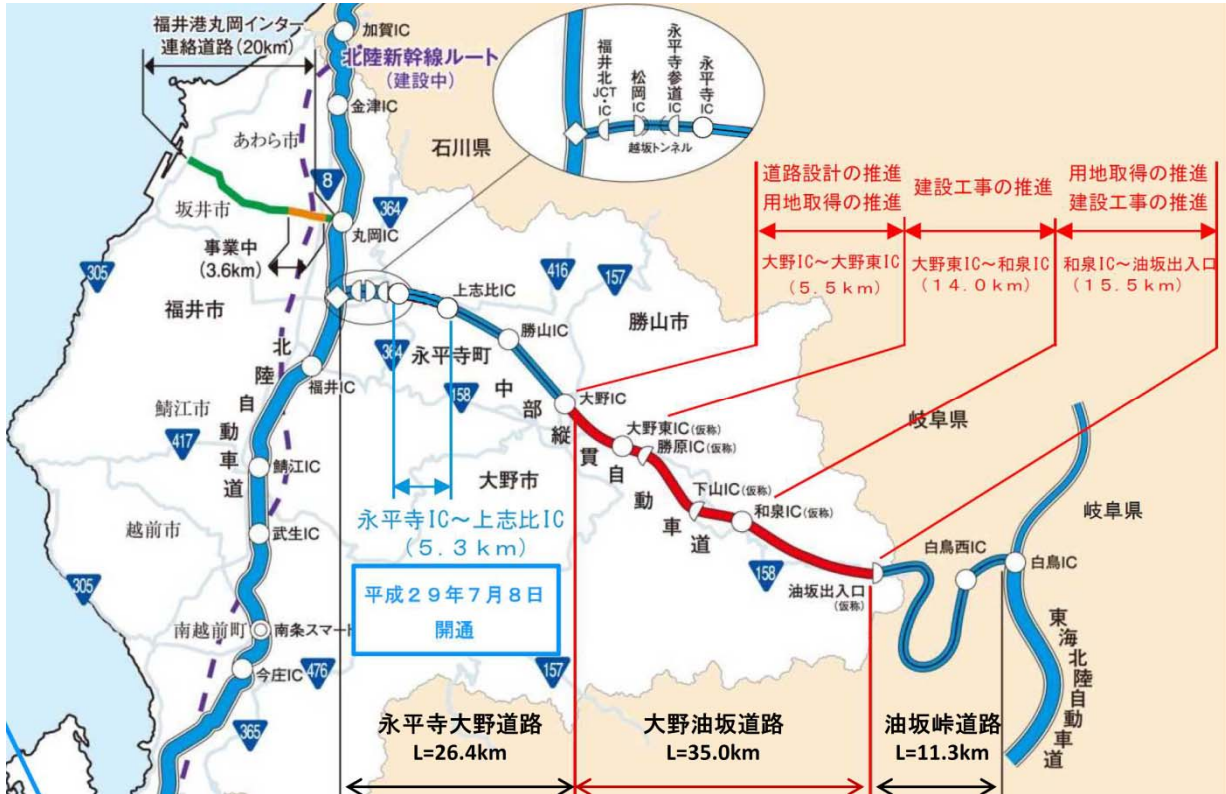 福井港丸岡インター
連絡道路(20km)
加賀IC
北陸新幹線ルート
(建設中)
金津IC
あわら市
石川県
福井北
JCT・
IC
松岡
IC
永平寺参道
IC
永平寺
IC
越坂トンネル
8
364
坂井市
丸岡IC
事業中
(3.6km)
305
416
157
道路設計の推進
用地取得の推進
建設工事の推進
用地取得の推進
建設工事の推進
大野IC～大野東IC
(5.5km)
大野東IC～和泉IC
(14.0km)
和泉IC～油坂出入口
(15.5km)
福井市
上志比IC
勝山IC
勝山市
364
永平寺町
158
福井IC
北陸自動車道
中部縦貫自動車道
大野IC
鯖江市
417
鯖江IC
大野東IC(仮称)
勝原IC(仮称)
岐阜県
大野市
下山IC(仮称)
和泉IC(仮称)
岐阜県
越前市
武生IC
永平寺IC～上志比IC
(5.3km)
158
油坂出入口
(仮称)
白鳥西IC
白鳥IC
305
平成29年7月8日
開通
南越前町
南条スマート
今庄IC
476
157
365
東海北陸自動車道
永平寺大野道路
L=26.4km
大野油坂道路
L=35.0km
油坂峠道路
L=11.3km